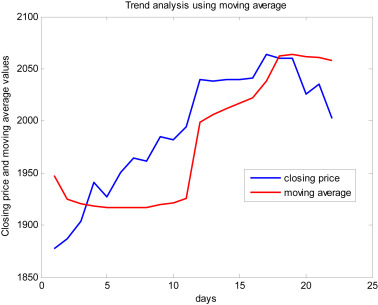 Trend analysis using moving average
2100
2050
2000
1950
1900
1850
Closing price and moving average values
closing price
moving average
0 5 10 15 20 25
days